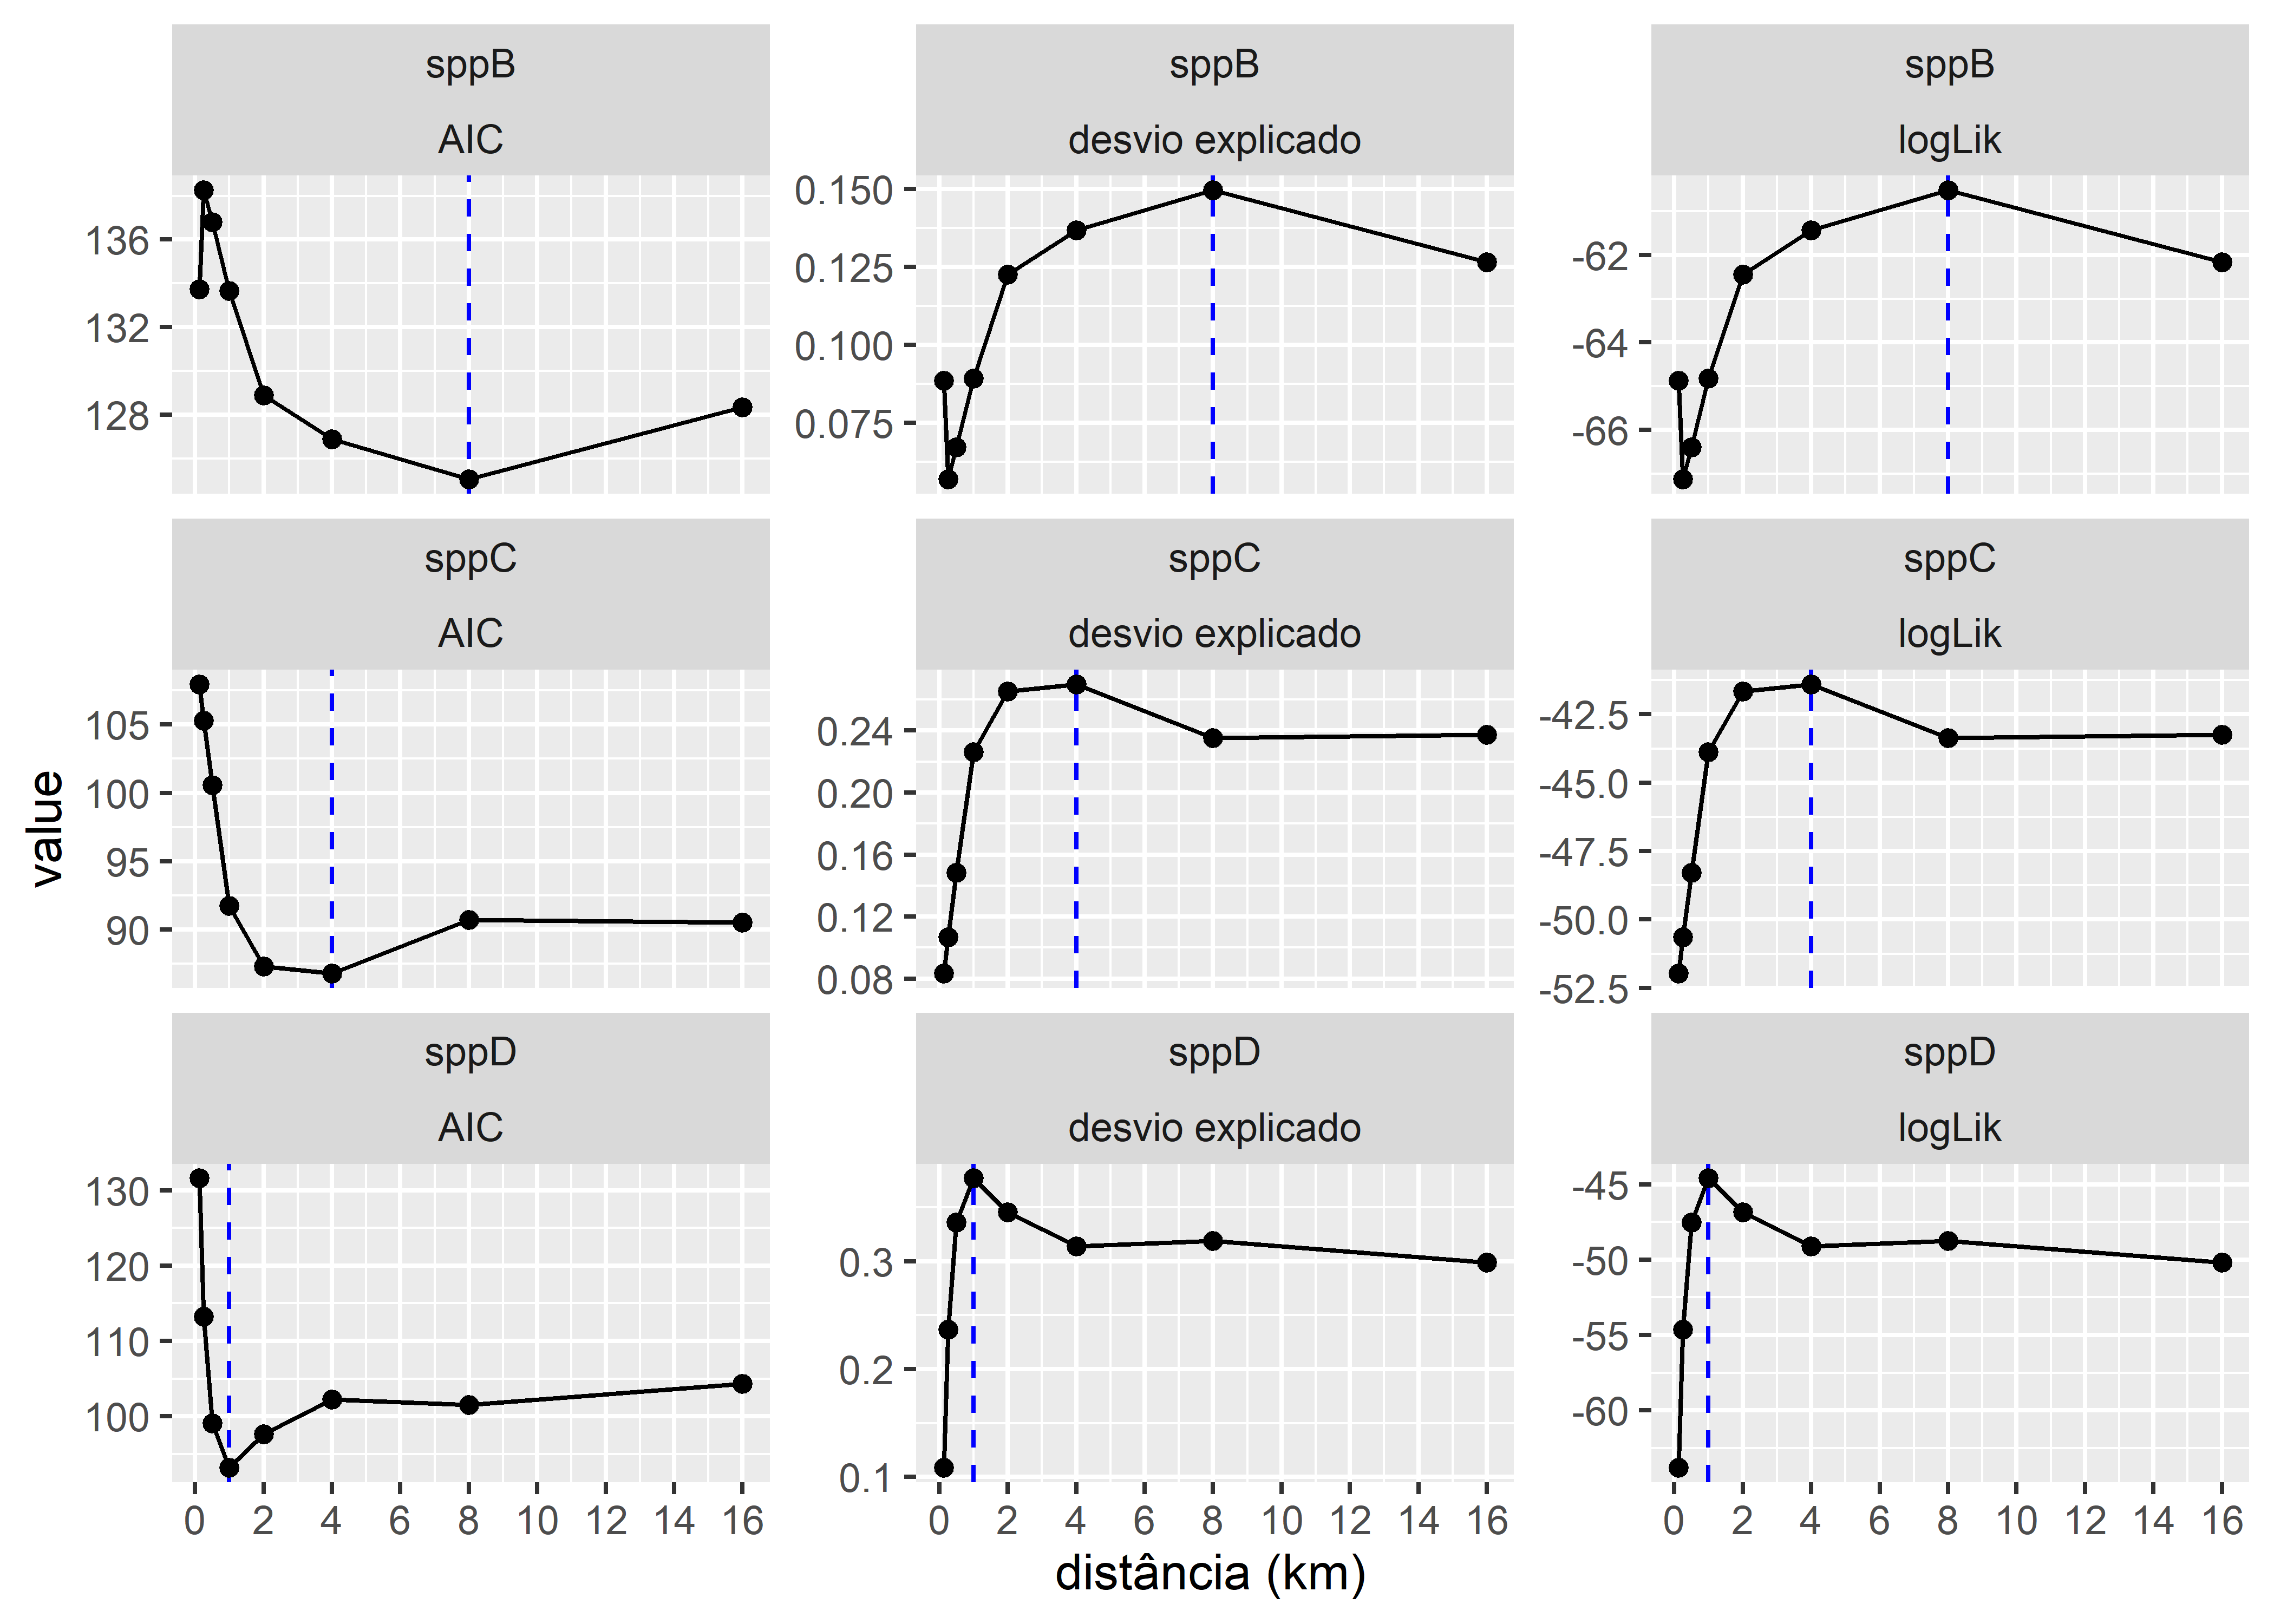 sppB
AIC
136
132
128
sppB
desvio explicado
0.150
0.125
0.100
0.075
sppB
logLik
-62
-64
-66
sppC
AIC
105
100
95
90
sppC
desvio explicado
0.24
0.20
0.16
0.12
0.08
sppC
logLik
-42.5
-45.0
-47.5
-50.0
-52.5
sppD
AIC
130
120
110
100
0 2 4 6 8 10 12 14 16
sppD
desvio explicado
0.3
0.2
0.1
0 2 4 6 8 10 12 14 16
sppD
logLik
-45
-50
-55
-60
0 2 4 6 8 10 12 14 16
value
distância (km)